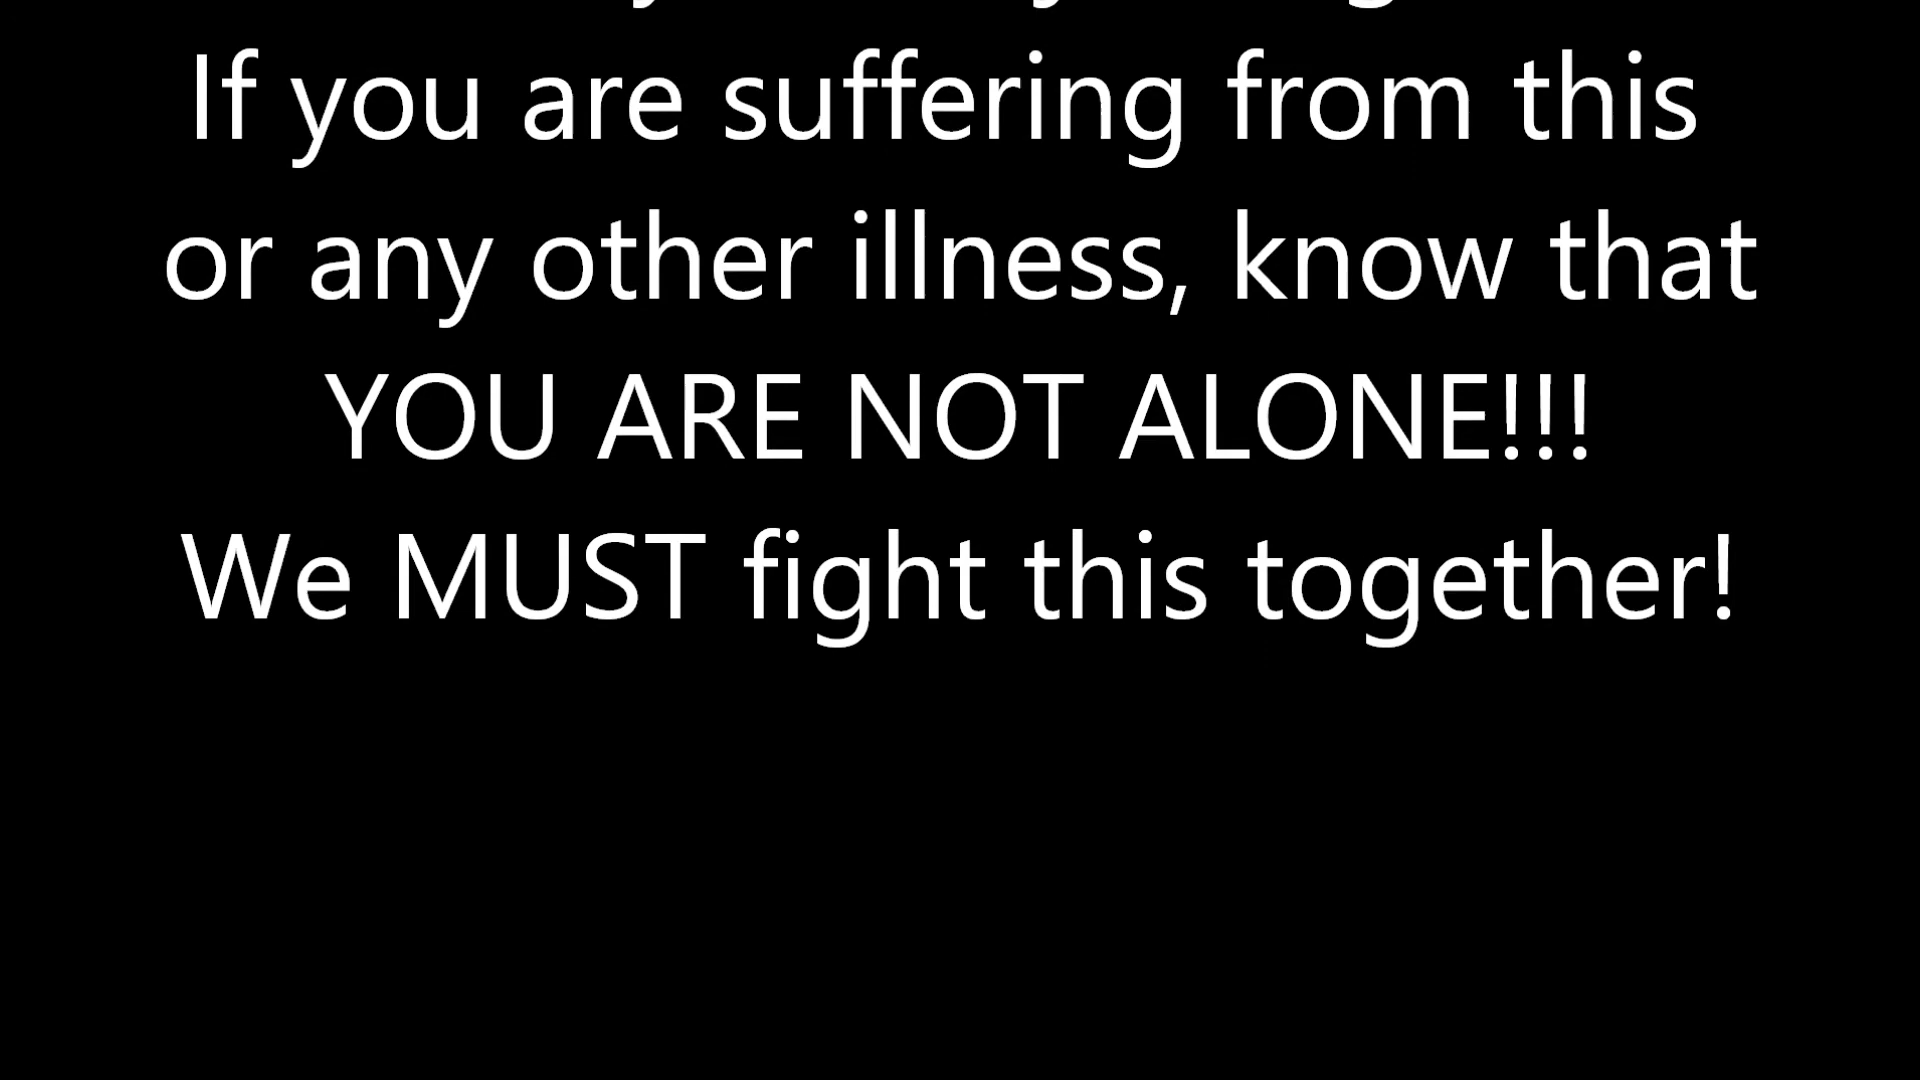 If you are suffering from this
or any other illness, know that
YOU ARE NOT ALONE!!!
We MUST fight this together!